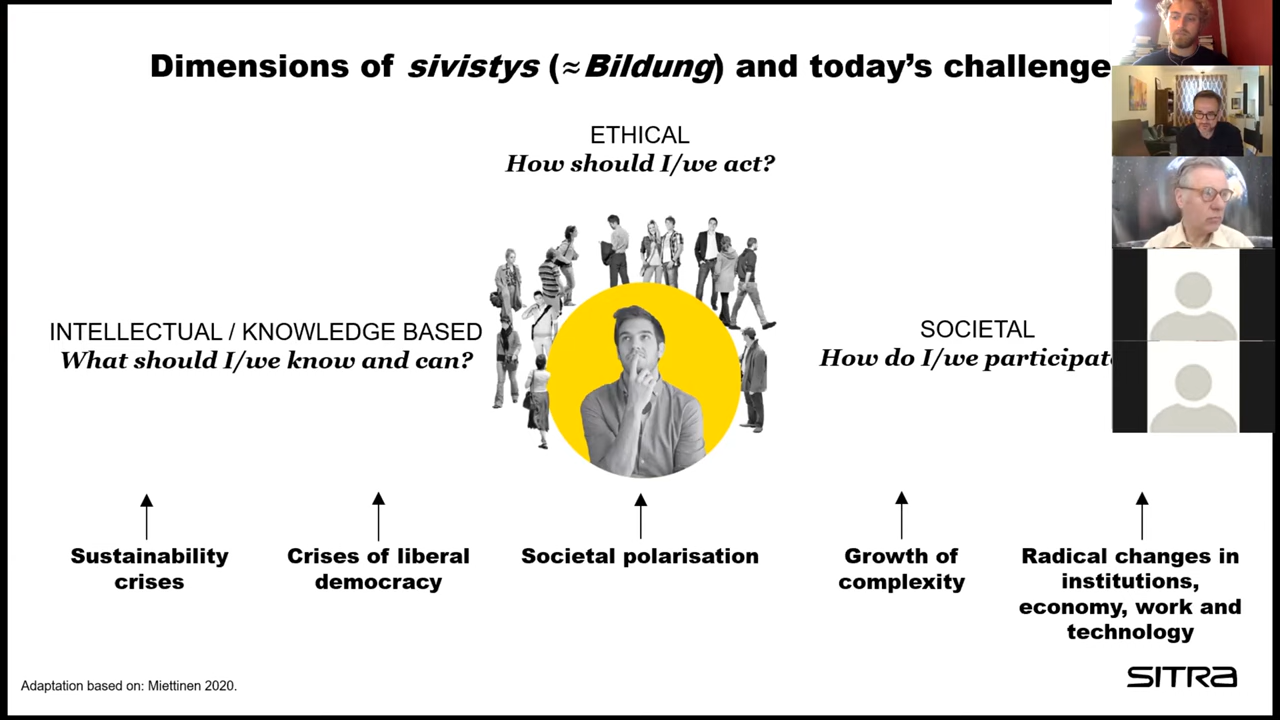 Dimensions of sivistys (≈Bildung) and today’s challenge
ETHICAL
How should I/we act?
INTELLECTUAL / KNOWLEDGE BASED
What should I/we know and can?
SOCIETAL
How do I/we participate
Sustainability
crises
Crises of liberal
democracy
Societal polarisation
Growth of
complexity
Radical changes in
institutions,
economy, work and
technology
Adaptation based on: Miettinen 2020.
SITRA